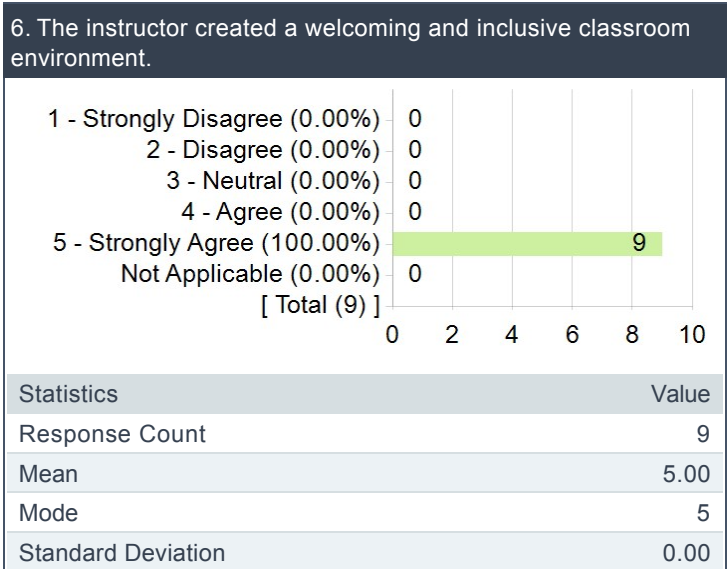 6. The instructor created a welcoming and inclusive classroom
environment.
1 - Strongly Disagree (0.00%) 0
2 - Disagree (0.00%) 0
3 - Neutral (0.00%) 0
4 - Agree (0.00%) 0
5 - Strongly Agree (100.00%) 9
Not Applicable (0.00%) 0
[ Total (9) ]
0 2 4 6 8 10
Statistics Value
Response Count 9
Mean 5.00
Mode 5
Standard Deviation 0.00